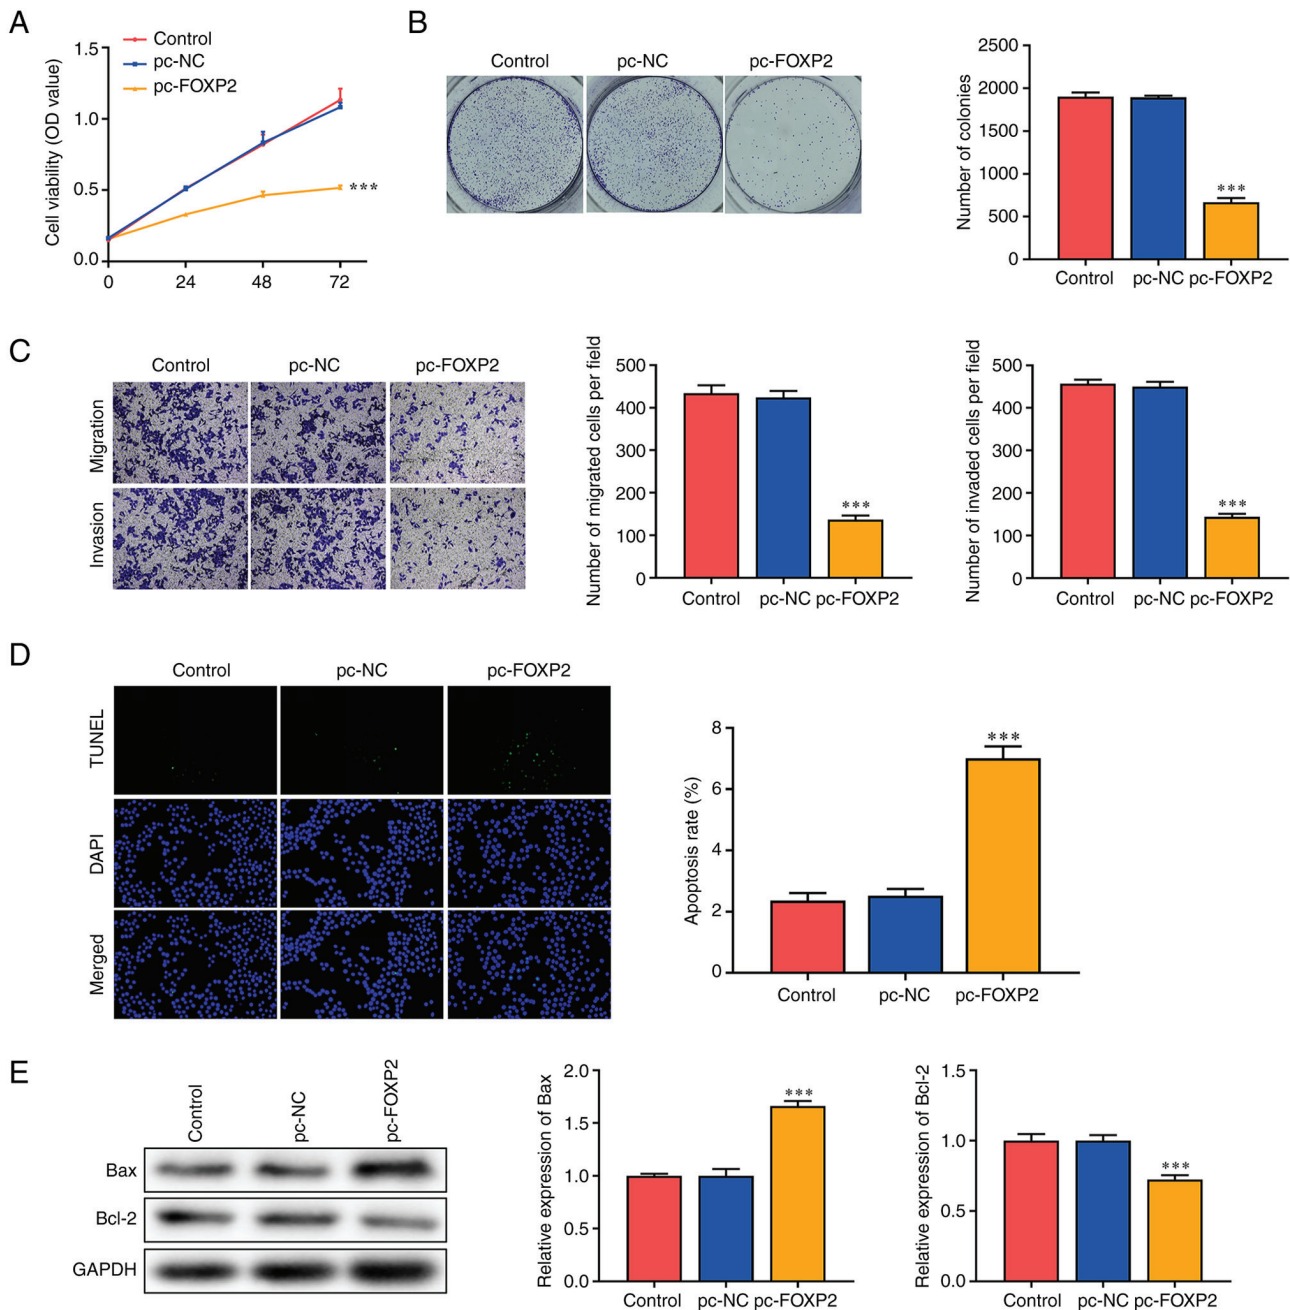 A
Control
pc-NC
pc-FOXP2
Cell viability (OD value)
1.5
1.0
0.5
0.0
0 24 48 72
***
B
Control pc-NC pc-FOXP2
Number of colonies
2500
2000
1500
1000
500
0
***
Control pc-NC pc-FOXP2
C
Control pc-NC pc-FOXP2
Migration
Invasion
Number of migrated cells per field
500
400
300
200
100
0
***
Control pc-NC pc-FOXP2
Number of invaded cells per field
500
400
300
200
100
0
***
Control pc-NC pc-FOXP2
D
Control pc-NC pc-FOXP2
TUNEL
DAPI
Merged
Apoptosis rate (%)
8
6
4
2
0
***
Control pc-NC pc-FOXP2
E
Control pc-NC pc-FOXP2
Bax
Bcl-2
GAPDH
Relative expression of Bax
2.0
1.5
1.0
0.5
0.0
***
Control pc-NC pc-FOXP2
Relative expression of Bcl-2
1.5
1.0
0.5
0.0
***
Control pc-NC pc-FOXP2